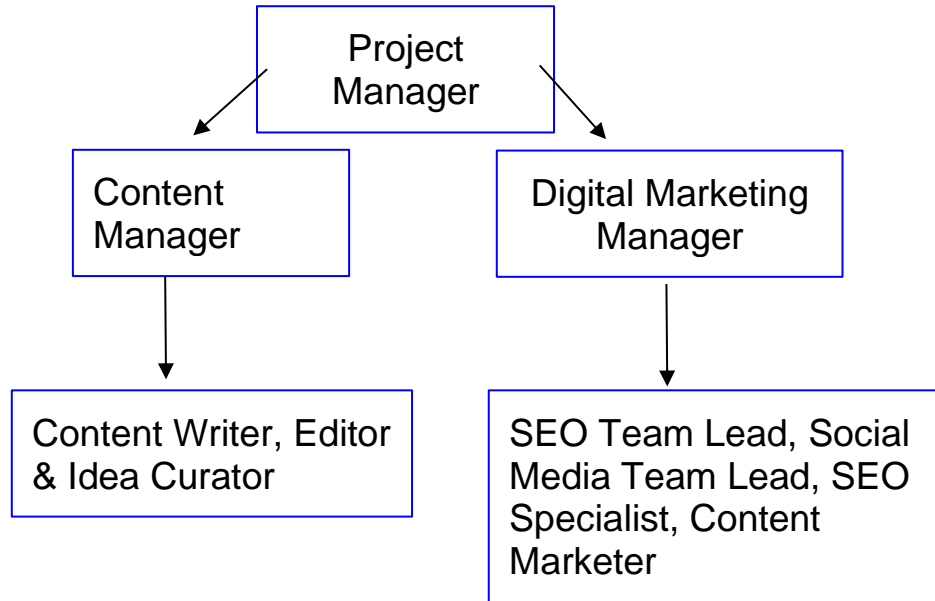 Project
Manager
Content
Manager
Digital Marketing
Manager
Content Writer, Editor
& Idea Curator
SEO Team Lead, Social
Media Team Lead, SEO
Specialist, Content
Marketer